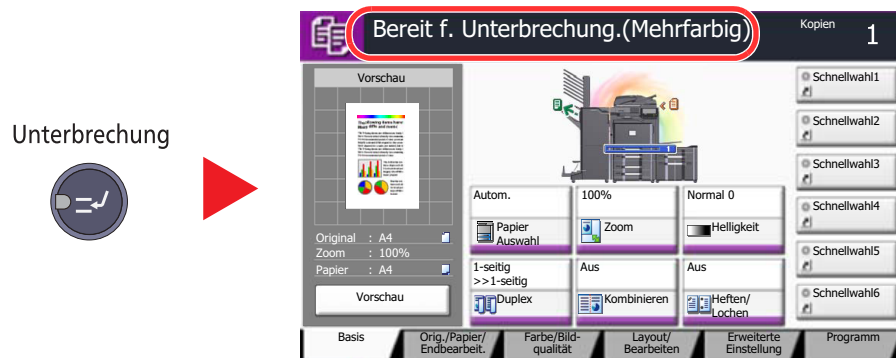 Unterbrechung
Bereit f. Unterbrechung.(Mehrfarbig)
Kopien
1
Vorschau
Original : A4
Zoom : 100%
Papier : A4
Vorschau
1
Autom.
Papier
Auswahl
100%
Zoom
Normal 0
Helligkeit
1-seitig
>>1-seitig
Duplex
Aus
Kombinieren
Aus
Heften/
Lochen
Schnellwahl1
Schnellwahl2
Schnellwahl3
Schnellwahl4
Schnellwahl5
Schnellwahl6
Basis
Orig./Papier/
Endbearbeit.
Farbe/Bild-
qualität
Layout/
Bearbeiten
Erweiterte
Einstellung
Programm